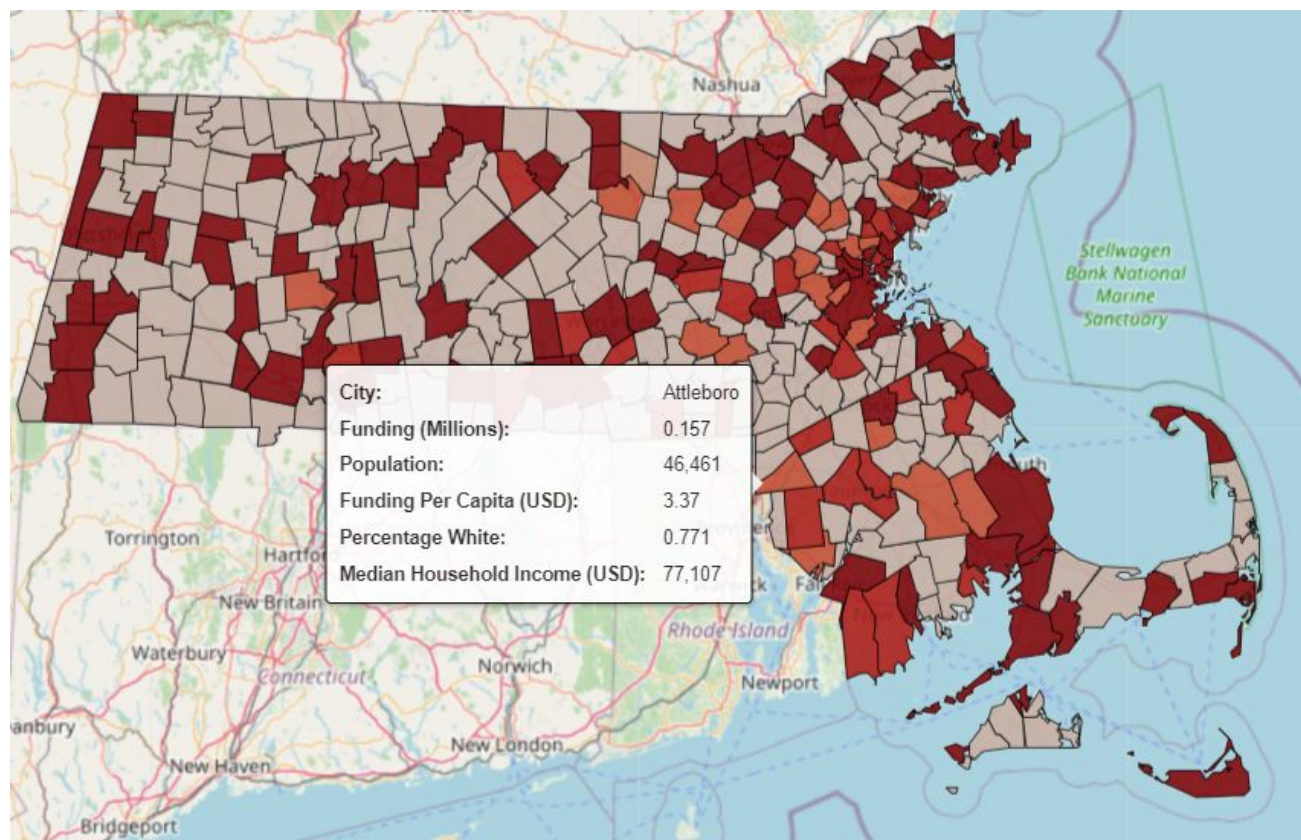 Nashua
Stellwagen
Bank National
Marine
Sanctuary
City: Attleboro
Funding (Millions): 0.157
Population: 46,461
Funding Per Capita (USD): 3.37
Percentage White: 0.771
Median Household Income (USD): 77,107
Torrington
Hartford
New Britain
Waterbury
Connecticut
Norwich
Rhode Island
Newport
anbury
New London
New Haven
Bridgeport